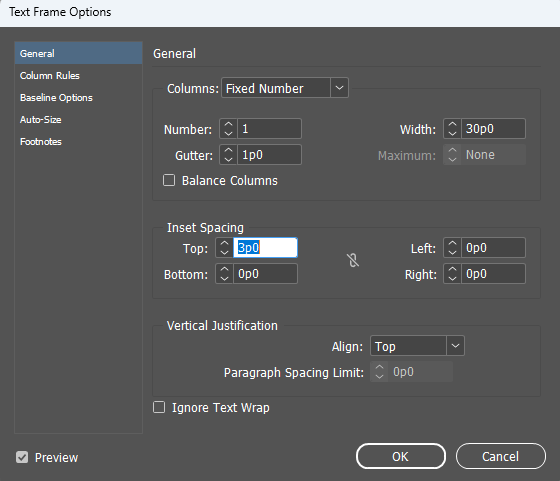 Text Frame Options
General
Column Rules
Baseline Options
Auto-Size
Footnotes
General
Columns: Fixed Number
Number: 1 Width: 30p0
Gutter: 1p0 Maximum: None
Balance Columns
Inset Spacing
Top: 3p0 Left: 0p0
Bottom: 0p0 Right: 0p0
Vertical Justification
Align: Top
Paragraph Spacing Limit: 0p0
Ignore Text Wrap
Preview OK Cancel